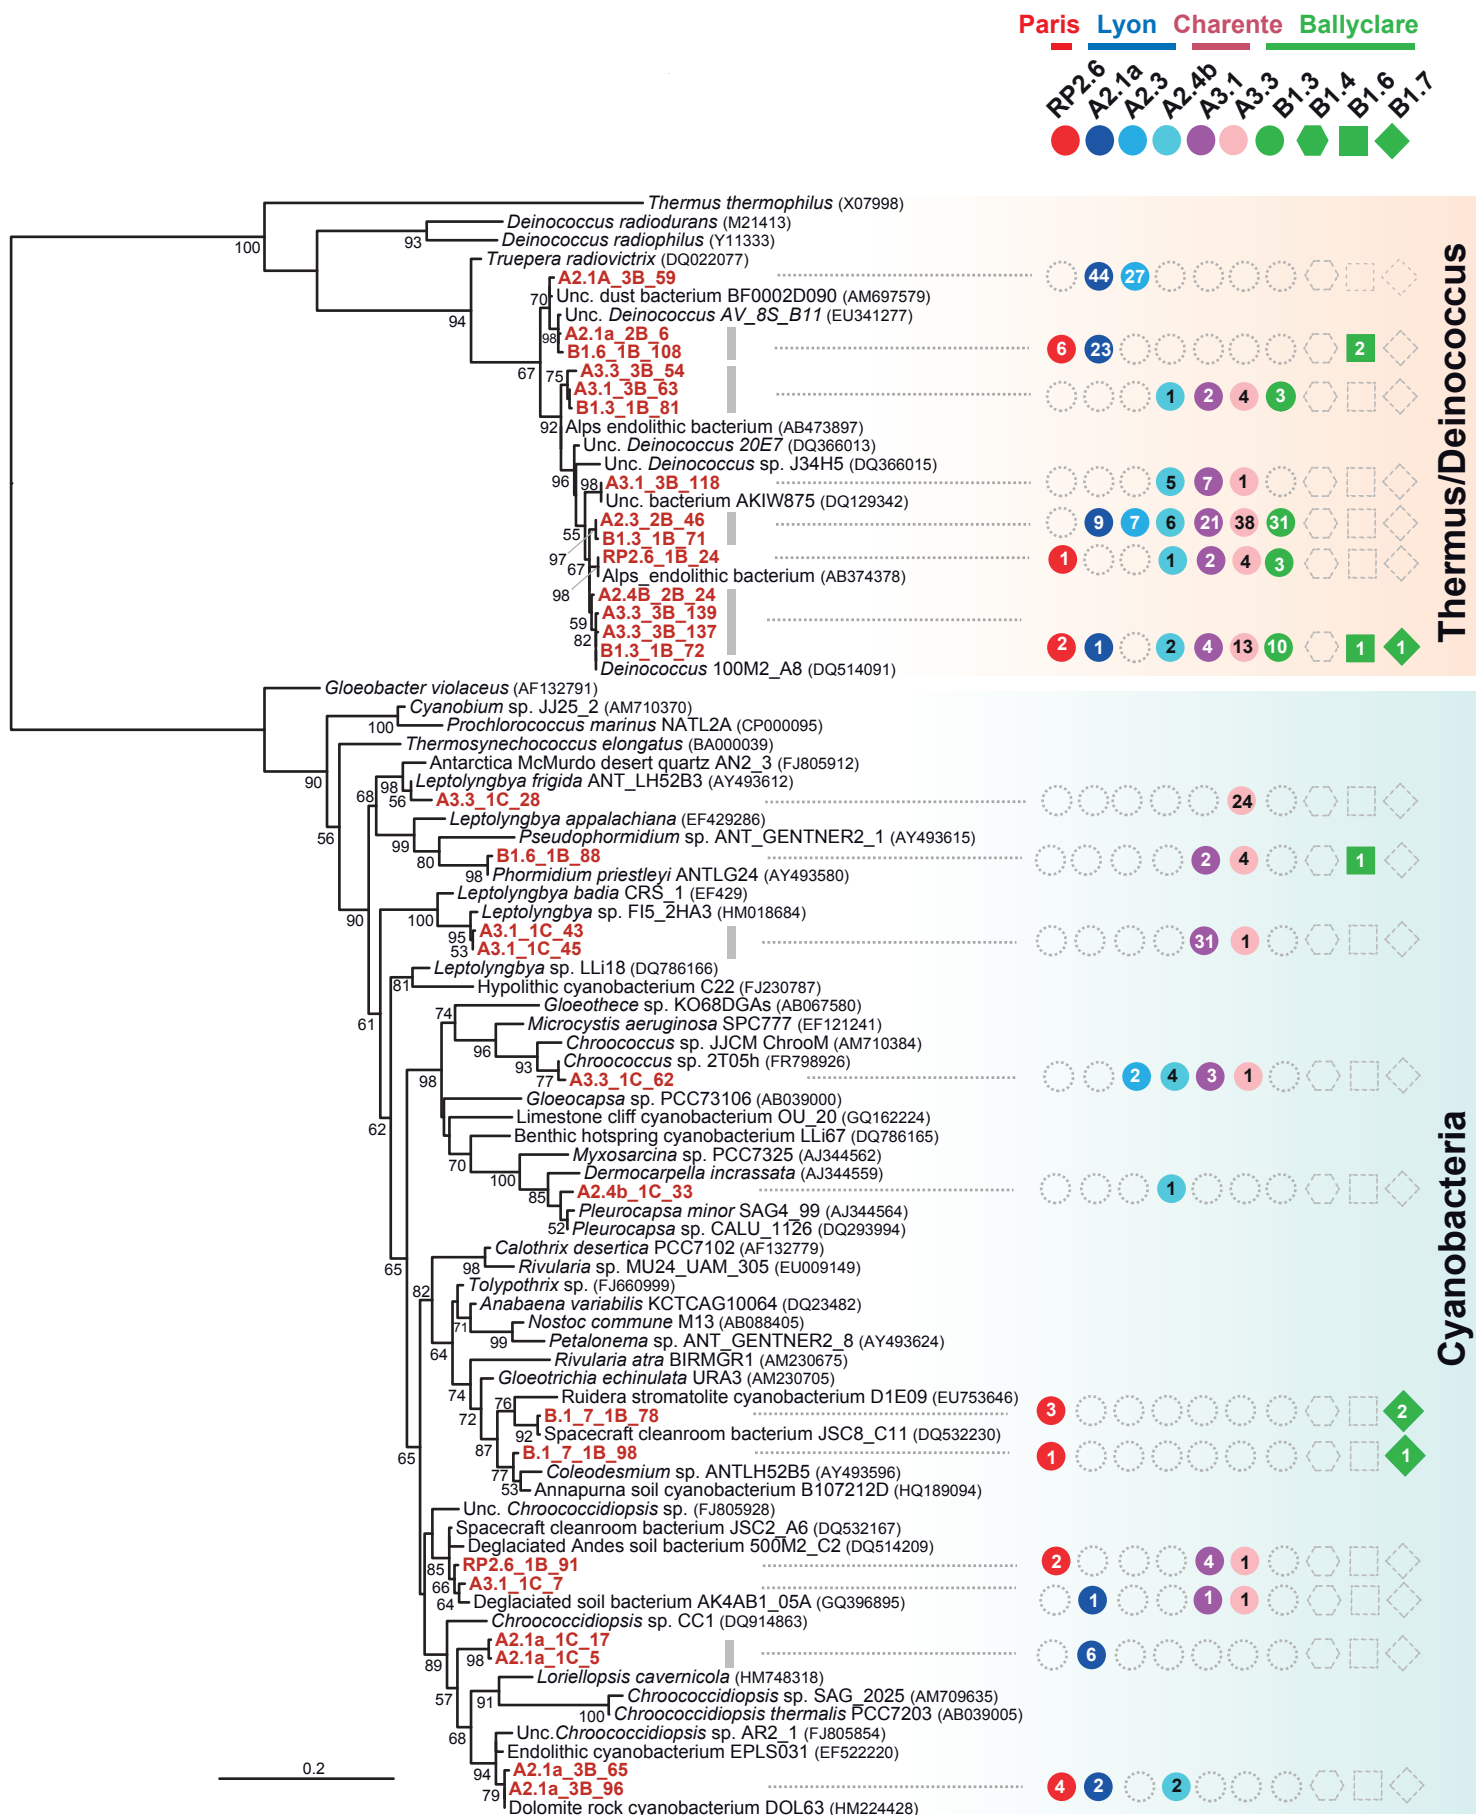 Paris Lyon Charente Ballyclare
RP2.6 A2.1a A2.3 A2.4b A3.1 A3.3 B1.3 B1.4 B1.6 B1.7
Thermus/Deinococcus
Thermus thermophilus (X07998)
Deinococcus radiodurans (M21413)
93
100
Deinococcus radiophilus (Y11333)
Truepera radiovictrix (DQ022077)
A2.1A_3B_59 44 27
70
Unc. dust bacterium BF0002D090 (AM697579)
Unc. Deinococcus AV_8S_B11 (EU341277)
94
A2.1a_2B_6
98
B1.6_1B_108 6 23 2
67
A3.3_3B_54
75
A3.1_3B_63 1 2 4 3
B1.3_1B_81
92
Alps endolithic bacterium (AB473897)
Unc. Deinococcus 20E7 (DQ366013)
Unc. Deinococcus sp. J34H5 (DQ366015)
96
98
A3.1_3B_118 5 7 1
Unc. bacterium AKIW875 (DQ129342)
A2.3_2B_46 9 7 6 21 38 31
55
B1.3_1B_71
97
RP2.6_1B_24 1 1 2 4 3
67
Alps_endolithic bacterium (AB374378)
98
A2.4B_2B_24
A3.3_3B_139
59
A3.3_3B_137
82
B1.3_1B_72 2 1 2 4 13 10 1 1
Deinococcus 100M2_A8 (DQ514091)
Cyanobacteria
Gloeobacter violaceus (AF132791)
Cyanobium sp. JJ25_2 (AM710370)
100
Prochlorococcus marinus NATL2A (CP000095)
Thermosynechococcus elongatus (BA000039)
Antarctica McMurdo desert quartz AN2_3 (FJ805912)
90
Leptolyngbya frigida ANT_LH52B3 (AY493612)
98
68
56
A3.3_1C_28 24
Leptolyngbya appalachiana (EF429286)
56
Pseudophormidium sp. ANT_GENTNER2_1 (AY493615)
99
80
B1.6_1B_88 2 4 1
98
Phormidium priestleyi ANTLG24 (AY493580)
Leptolyngbya badia CRS_1 (EF429)
90
100
Leptolyngbya sp. FI5_2HA3 (HM018684)
A3.1_1C_43 31 1
95
53
A3.1_1C_45
Leptolyngbya sp. LLi18 (DQ786166)
81
Hypolithic cyanobacterium C22 (FJ230787)
Gloeothece sp. KO68DGAs (AB067580)
74
61
Microcystis aeruginosa SPC777 (EF121241)
96
Chroococcus sp. JJCM ChrooM (AM710384)
93
Chroococcus sp. 2T05h (FR798926)
98
77
A3.3_1C_62 2 4 3 1
Gloeocapsa sp. PCC73106 (AB039000)
Limestone cliff cyanobacterium OU_20 (GQ162224)
62
Benthic hotspring cyanobacterium LLi67 (DQ786165)
70
Myxosarcina sp. PCC7325 (AJ344562)
100
Dermocarpella incrassata (AJ344559)
85
A2.4b_1C_33 1
Pleurocapsa minor SAG4_99 (AJ344564)
52
Pleurocapsa sp. CALU_1126 (DQ293994)
Calothrix desertica PCC7102 (AF132779)
65
98
Rivularia sp. MU24_UAM_305 (EU009149)
82
Tolypothrix sp. (FJ660999)
Anabaena variabilis KCTCAG10064 (DQ23482)
71
Nostoc commune M13 (AB088405)
99
Petalonema sp. ANT_GENTNER2_8 (AY493624)
64
Rivularia atra BIRMGR1 (AM230675)
Gloeotrichia echinulata URA3 (AM230705)
74
Ruidera stromatolite cyanobacterium D1E09 (EU753646)
76
72
B.1_7_1B_78 3 2
92
Spacecraft cleanroom bacterium JSC8_C11 (DQ532230)
87
65
B.1_7_1B_98 1 1
77
Coleodesmium sp. ANTLH52B5 (AY493596)
53
Annapurna soil cyanobacterium B107212D (HQ189094)
Unc. Chroococcidiopsis sp. (FJ805928)
Spacecraft cleanroom bacterium JSC2_A6 (DQ532167)
Deglaciated Andes soil bacterium 500M2_C2 (DQ514209)
85
RP2.6_1B_91 2 4 1
66
A3.1_1C_7 1 1 1
64
Deglaciated soil bacterium AK4AB1_05A (GQ396895)
Chroococcidiopsis sp. CC1 (DQ914863)
A2.1a_1C_17 6
89
98
A2.1a_1C_5
Loriellopsis cavernicola (HM748318)
57
91
Chroococcidiopsis sp. SAG_2025 (AM709635)
100
Chroococcidiopsis thermalis PCC7203 (AB039005)
68
Unc.Chroococcidiopsis sp. AR2_1 (FJ805854)
Endolithic cyanobacterium EPLS031 (EF522220)
0.2
94
A2.1a_3B_65
79
A2.1a_3B_96 4 2 2
Dolomite rock cyanobacterium DOL63 (HM224428)